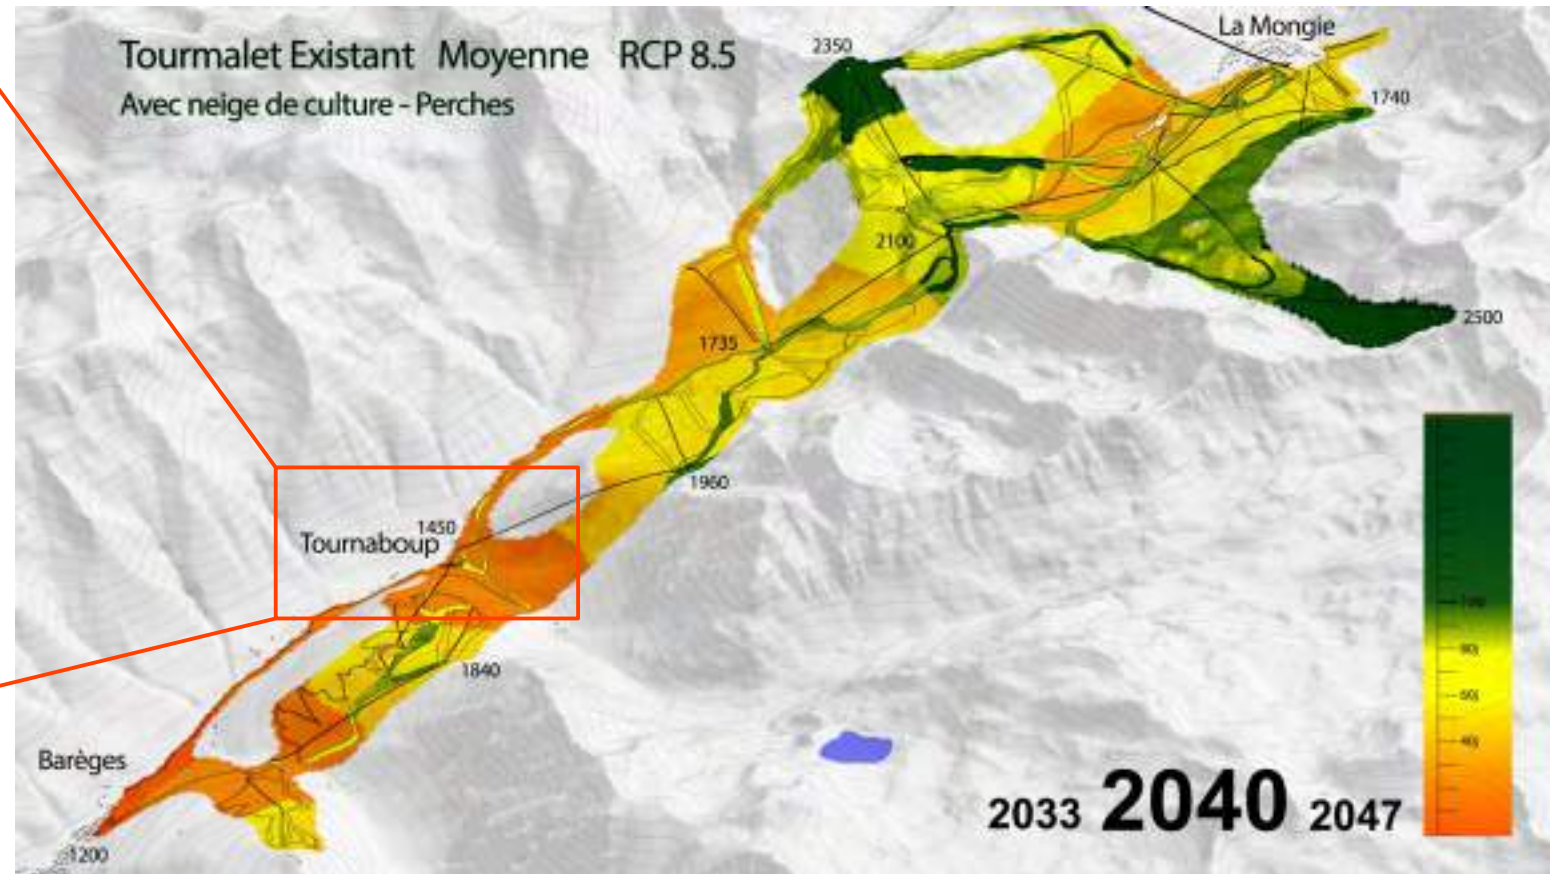 Tourmalet Existant Moyenne RCP 8.5
Avec neige de culture - Perches
La Mongie
2350
1740
2100
2500
1735
1960
1450
Tournaboup
1840
Barèges
1200
2033 2040 2047